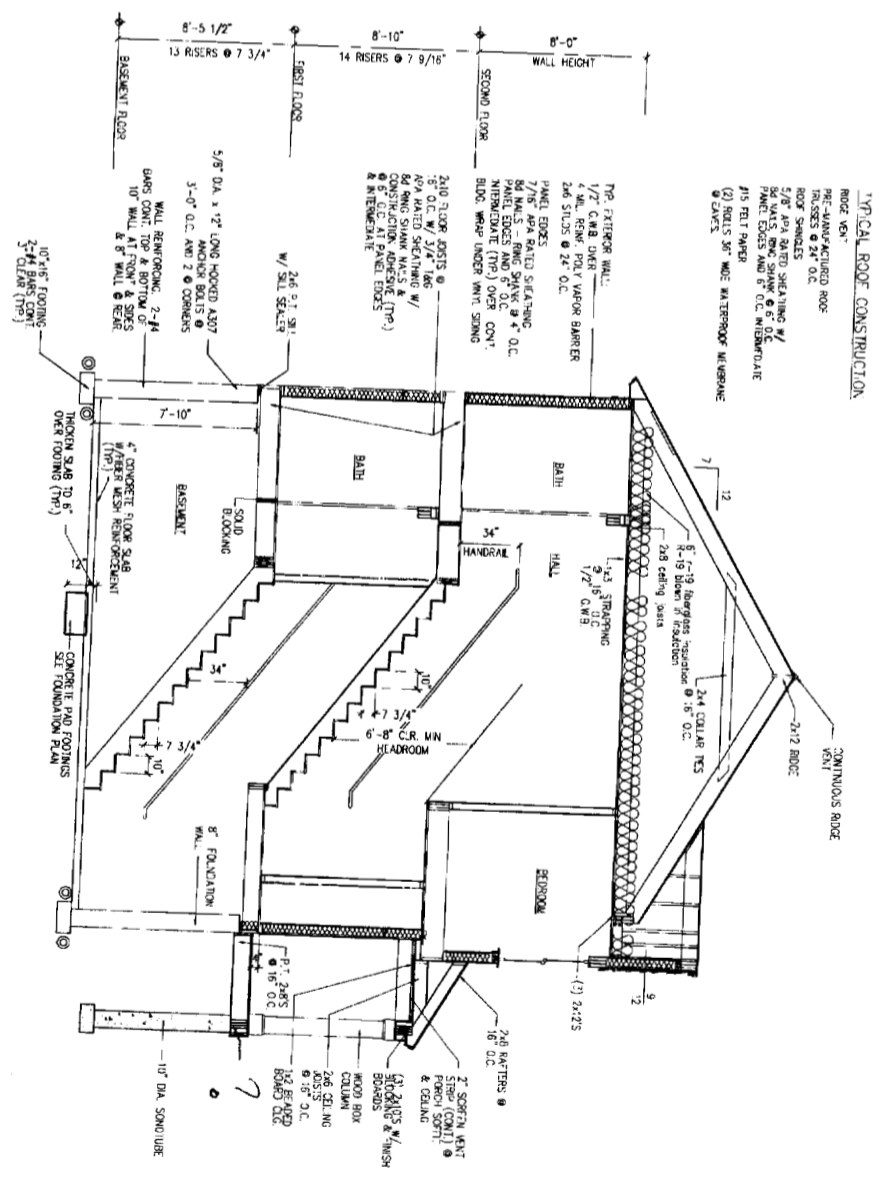 TYPICAL ROOF CONSTRUCTION
RIDGE VENT
PRE-MANUFACTURED ROOF
TRUSSES @ 24" O.C.
ROOF SHINGLES
5/8" APA RATED SHEATHING W/
8d NAILS, RING SHANK @ 6" O.C.
PANEL EDGES AND 6" O.C. INTERMEDIATE
#15 FELT PAPER
(2) ROLLS 36" WIDE WATERPROOF MEMBRANE
@ EAVES.
8'-0"
WALL HEIGHT
SECOND FLOOR
8'-10"
14 RISERS @ 7 9/16"
FIRST FLOOR
8'-5 1/2"
13 RISERS @ 7 3/4"
BASEMENT FLOOR
TYP. EXTERIOR WALL:
1/2" G.W.B. OVER
4 MIL. REINF. POLY VAPOR BARRIER
2x6 STUDS @ 24" O.C.
PANEL EDGES
7/16" APA RATED SHEATHING
8d NAILS - RING SHANK @ 4" O.C.
PANEL EDGES AND 6" O.C.
INTERMEDIATE (TYP.) OVER CONT.
BLDG. WRAP UNDER VINYL SIDING
2x10 FLOOR JOISTS @
16" O.C. W/ 3/4" T&G
APA RATED SHEATHING W/
8d RING SHANK NAILS &
CONSTRUCTION ADHESIVE (TYP.)
@ 6" O.C. AT PANEL EDGES
& INTERMEDIATE
2x6 P.T. SILL
W/ SILL SEALER
5/8" DIA. x 12" LONG HOOKED A307
ANCHOR BOLTS @
3'-0" O.C. AND 2 @ CORNERS
WALL REINFORCING, 2-#4
BARS CONT. TOP & BOTTOM OF
10" WALL AT FRONT & SIDES
& 8" WALL @ REAR.
10"x16" FOOTING
2-#4 BARS CONT.
3" CLEAR (TYP.)
7
12
6" r-19 fiberglass insulation @ 16" O.C.
R-19 blown in insulation
2x8 ceiling joists
2x4 COLLAR TIES
2x12 RIDGE
CONTINUOUS RIDGE
VENT
BATH
HALL
1x3 STRAPPING
@ 16" O.C.
1/2" G.W.B.
34"
HANDRAIL
BATH
SOLID
BLOCKING
7'-10"
BASEMENT
4" CONCRETE FLOOR SLAB
W/FIBER MESH REINFORCEMENT
(TYP.)
THICKEN SLAB TO 6"
OVER FOOTING (TYP.)
12"
CONCRETE PAD FOOTINGS
SEE FOUNDATION PLAN
10"
7 3/4"
6'-8" CLR. MIN
HEADROOM
34"
7 3/4"
10"
BEDROOM
8" FOUNDATION
WALL
(3) 2x12'S
9
12
2x8 RAFTERS @
16" O.C.
2" SCREEN VENT
STRIP (CONT.) @
PORCH SOFFIT
& CEILING
(3) 2x10'S W/
BLOCKING & FINISH
BOARDS
WOOD BOX
COLUMN
2x6 CEILING
JOISTS
@ 16" O.C.
1x2 BEADED
BOARD CLG.
P.T. 2x8'S
@ 16" O.C.
10" DIA. SONOTUBE